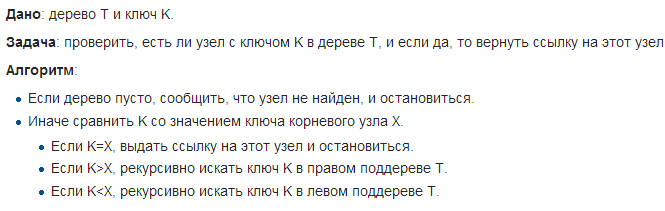 Дано: дерево Т и ключ К.
Задача: проверить, есть ли узел с ключом К в дереве Т, и если да, то вернуть ссылку на этот узел
Алгоритм:
Если дерево пусто, сообщить, что узел не найден, и остановиться.
Иначе сравнить К со значением ключа корневого узла X.
Если K=X, выдать ссылку на этот узел и остановиться.
Если K>X, рекурсивно искать ключ К в правом поддереве Т.
Если K<X, рекурсивно искать ключ К в левом поддереве Т.